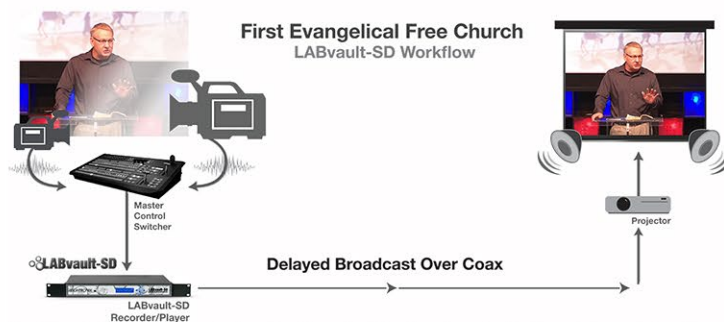 First Evangelical Free Church
LABvault-SD Workflow
Master
Control
Switcher
Projector
LABvault-SD
Delayed Broadcast Over Coax
LABvault-SD
Recorder/Player